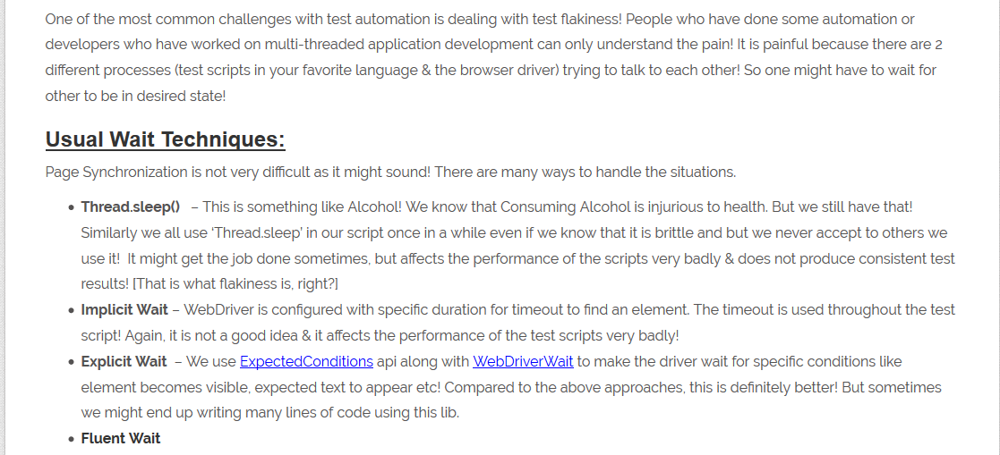 One of the most common challenges with test automation is dealing with test flakiness! People who have done some automation or
developers who have worked on multi-threaded application development can only understand the pain! It is painful because there are 2
different processes (test scripts in your favorite language & the browser driver) trying to talk to each other! So one might have to wait for
other to be in desired state!
Usual Wait Techniques:
Page Synchronization is not very difficult as it might sound! There are many ways to handle the situations.
• Thread.sleep() – This is something like Alcohol! We know that Consuming Alcohol is injurious to health. But we still have that!
Similarly we all use ‘Thread.sleep’ in our script once in a while even if we know that it is brittle and but we never accept to others we
use it! It might get the job done sometimes, but affects the performance of the scripts very badly & does not produce consistent test
results! [That is what flakiness is, right?]
• Implicit Wait – WebDriver is configured with specific duration for timeout to find an element. The timeout is used throughout the test
script! Again, it is not a good idea & it affects the performance of the test scripts very badly!
• Explicit Wait – We use ExpectedConditions api along with WebDriverWait to make the driver wait for specific conditions like
element becomes visible, expected text to appear etc! Compared to the above approaches, this is definitely better! But sometimes
we might end up writing many lines of code using this lib.
• Fluent Wait